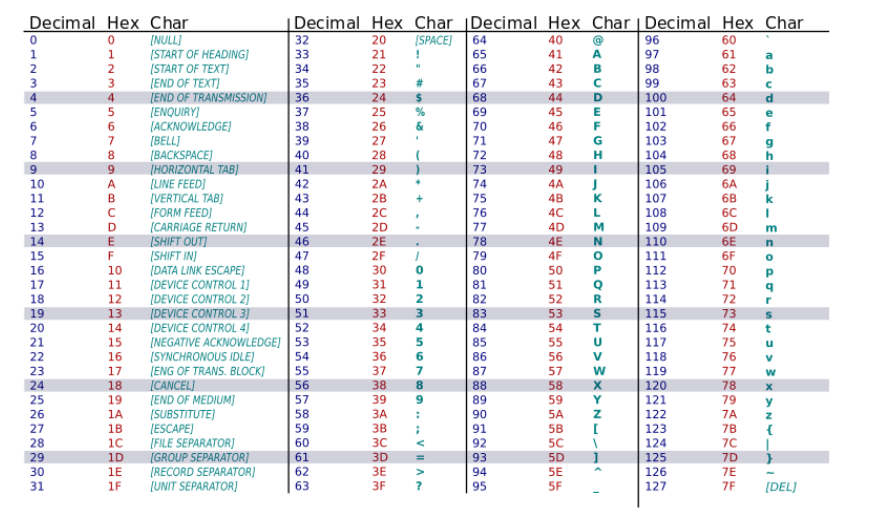 Decimal Hex Char Decimal Hex Char Decimal Hex Char Decimal Hex Char
0 0 [NULL] 32 20 [SPACE] 64 40 @ 96 60 `
1 1 [START OF HEADING] 33 21 ! 65 41 A 97 61 a
2 2 [START OF TEXT] 34 22 " 66 42 B 98 62 b
3 3 [END OF TEXT] 35 23 # 67 43 C 99 63 c
4 4 [END OF TRANSMISSION] 36 24 $ 68 44 D 100 64 d
5 5 [ENQUIRY] 37 25 % 69 45 E 101 65 e
6 6 [ACKNOWLEDGE] 38 26 & 70 46 F 102 66 f
7 7 [BELL] 39 27 ' 71 47 G 103 67 g
8 8 [BACKSPACE] 40 28 ( 72 48 H 104 68 h
9 9 [HORIZONTAL TAB] 41 29 ) 73 49 I 105 69 i
10 A [LINE FEED] 42 2A * 74 4A J 106 6A j
11 B [VERTICAL TAB] 43 2B + 75 4B K 107 6B k
12 C [FORM FEED] 44 2C , 76 4C L 108 6C l
13 D [CARRIAGE RETURN] 45 2D - 77 4D M 109 6D m
14 E [SHIFT OUT] 46 2E . 78 4E N 110 6E n
15 F [SHIFT IN] 47 2F / 79 4F O 111 6F o
16 10 [DATA LINK ESCAPE] 48 30 0 80 50 P 112 70 p
17 11 [DEVICE CONTROL 1] 49 31 1 81 51 Q 113 71 q
18 12 [DEVICE CONTROL 2] 50 32 2 82 52 R 114 72 r
19 13 [DEVICE CONTROL 3] 51 33 3 83 53 S 115 73 s
20 14 [DEVICE CONTROL 4] 52 34 4 84 54 T 116 74 t
21 15 [NEGATIVE ACKNOWLEDGE] 53 35 5 85 55 U 117 75 u
22 16 [SYNCHRONOUS IDLE] 54 36 6 86 56 V 118 76 v
23 17 [ENG OF TRANS. BLOCK] 55 37 7 87 57 W 119 77 w
24 18 [CANCEL] 56 38 8 88 58 X 120 78 x
25 19 [END OF MEDIUM] 57 39 9 89 59 Y 121 79 y
26 1A [SUBSTITUTE] 58 3A : 90 5A Z 122 7A z
27 1B [ESCAPE] 59 3B ; 91 5B [ 123 7B {
28 1C [FILE SEPARATOR] 60 3C < 92 5C \ 124 7C |
29 1D [GROUP SEPARATOR] 61 3D = 93 5D ] 125 7D }
30 1E [RECORD SEPARATOR] 62 3E > 94 5E ^ 126 7E ~
31 1F [UNIT SEPARATOR] 63 3F ? 95 5F _ 127 7F [DEL]